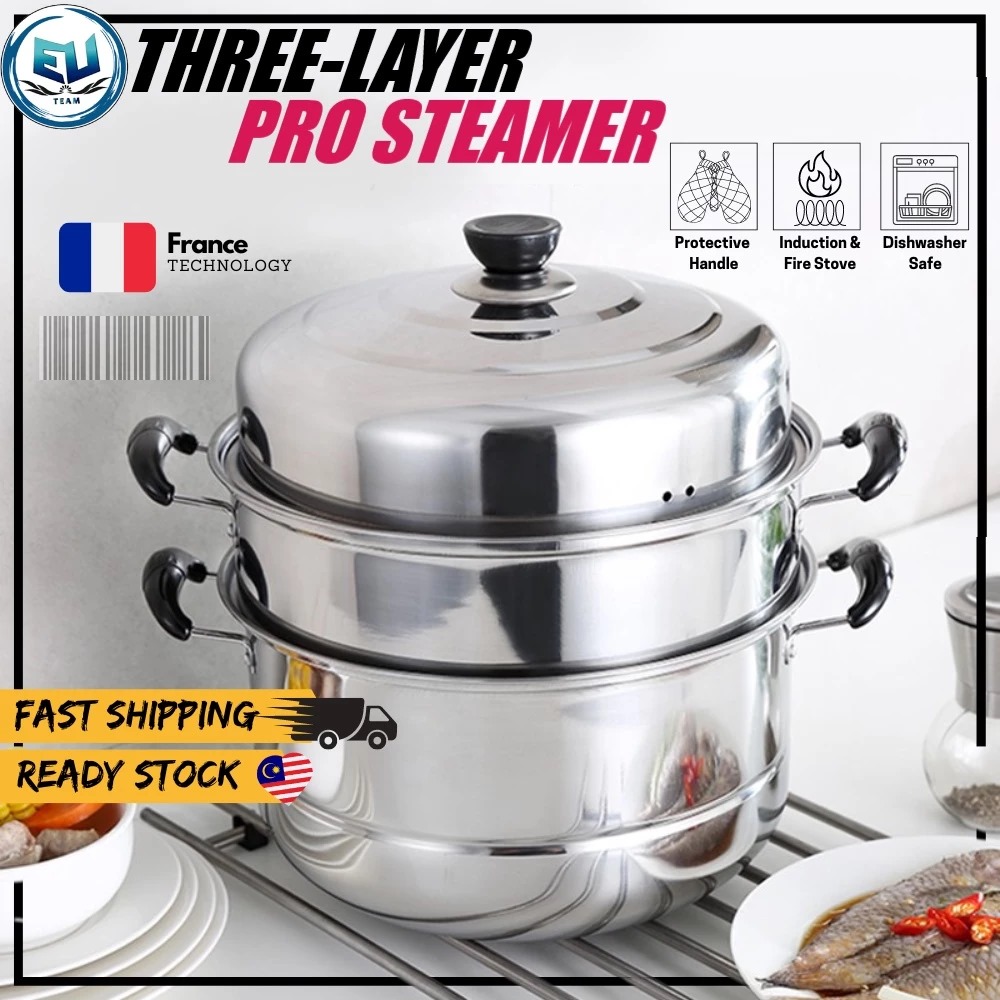 EU
TEAM
THREE-LAYER
PRO STEAMER
France
TECHNOLOGY
Protective
Handle
Induction &
Fire Stove
Dishwasher
Safe
FAST SHIPPING
READY STOCK